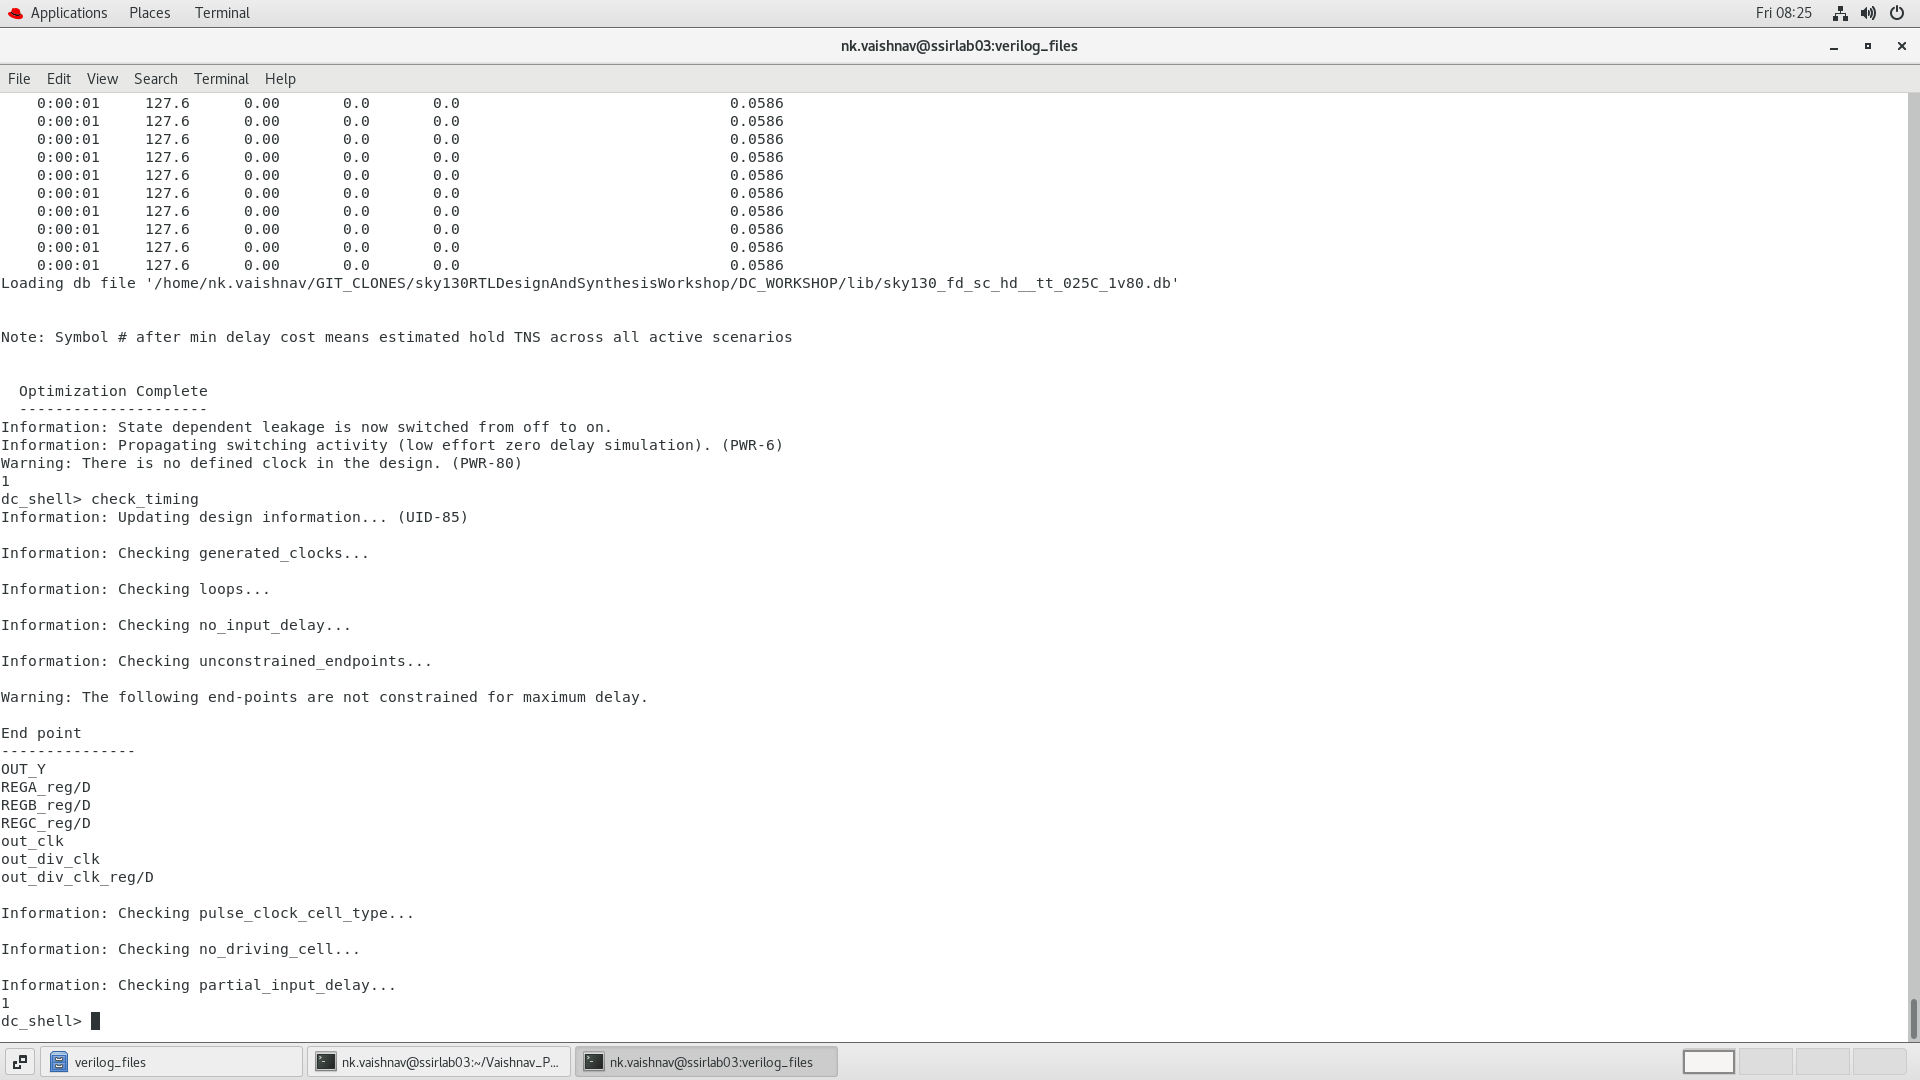 Applications Places Terminal Fri 08:25
nk.vaishnav@ssirlab03:verilog_files
File Edit View Search Terminal Help
0:00:01 127.6 0.00 0.0 0.0 0.0586
0:00:01 127.6 0.00 0.0 0.0 0.0586
0:00:01 127.6 0.00 0.0 0.0 0.0586
0:00:01 127.6 0.00 0.0 0.0 0.0586
0:00:01 127.6 0.00 0.0 0.0 0.0586
0:00:01 127.6 0.00 0.0 0.0 0.0586
0:00:01 127.6 0.00 0.0 0.0 0.0586
0:00:01 127.6 0.00 0.0 0.0 0.0586
0:00:01 127.6 0.00 0.0 0.0 0.0586
0:00:01 127.6 0.00 0.0 0.0 0.0586
Loading db file '/home/nk.vaishnav/GIT_CLONES/sky130RTLDesignAndSynthesisWorkshop/DC_WORKSHOP/lib/sky130_fd_sc_hd__tt_025C_1v80.db'
Note: Symbol # after min delay cost means estimated hold TNS across all active scenarios
Optimization Complete
---------------------
Information: State dependent leakage is now switched from off to on.
Information: Propagating switching activity (low effort zero delay simulation). (PWR-6)
Warning: There is no defined clock in the design. (PWR-80)
1
dc_shell> check_timing
Information: Updating design information... (UID-85)
Information: Checking generated_clocks...
Information: Checking loops...
Information: Checking no_input_delay...
Information: Checking unconstrained_endpoints...
Warning: The following end-points are not constrained for maximum delay.
End point
---------------
OUT_Y
REGA_reg/D
REGB_reg/D
REGC_reg/D
out_clk
out_div_clk
out_div_clk_reg/D
Information: Checking pulse_clock_cell_type...
Information: Checking no_driving_cell...
Information: Checking partial_input_delay...
1
dc_shell>
verilog_files nk.vaishnav@ssirlab03:~/Vaishnav_P... nk.vaishnav@ssirlab03:verilog_files